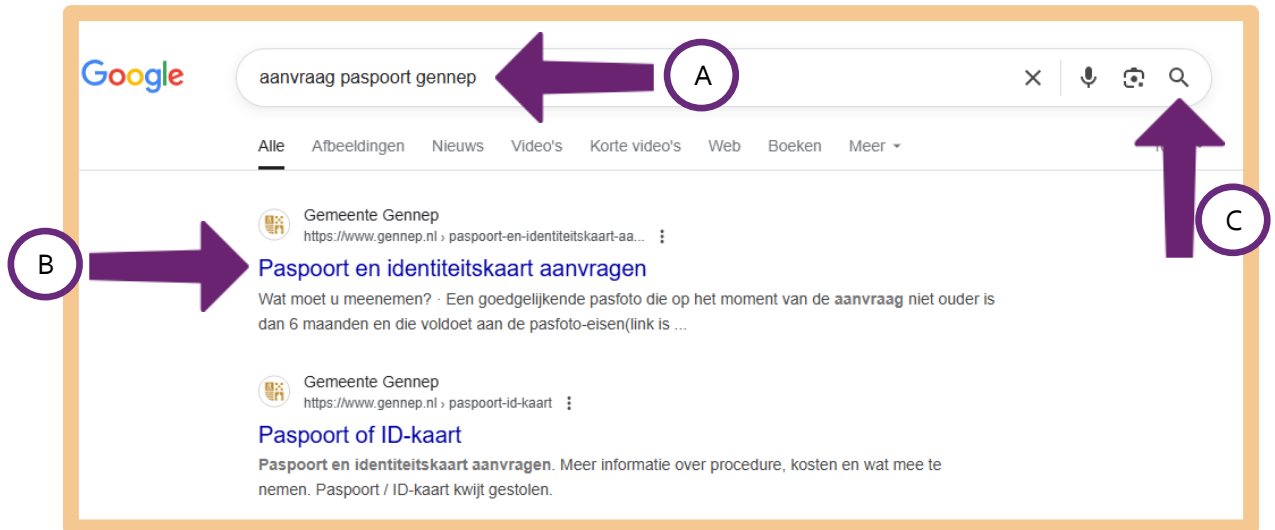 Google
aanvraag paspoort gennep
A
Alle Afbeeldingen Nieuws Video's Korte video's Web Boeken Meer
C
Gemeente Gennep
https://www.gennep.nl › paspoort-en-identiteitskaart-aa...
B
Paspoort en identiteitskaart aanvragen
Wat moet u meenemen? · Een goedgelijkende pasfoto die op het moment van de aanvraag niet ouder is
dan 6 maanden en die voldoet aan de pasfoto-eisen(link is ...
Gemeente Gennep
https://www.gennep.nl › paspoort-id-kaart
Paspoort of ID-kaart
Paspoort en identiteitskaart aanvragen. Meer informatie over procedure, kosten en wat mee te
nemen. Paspoort / ID-kaart kwijt gestolen.